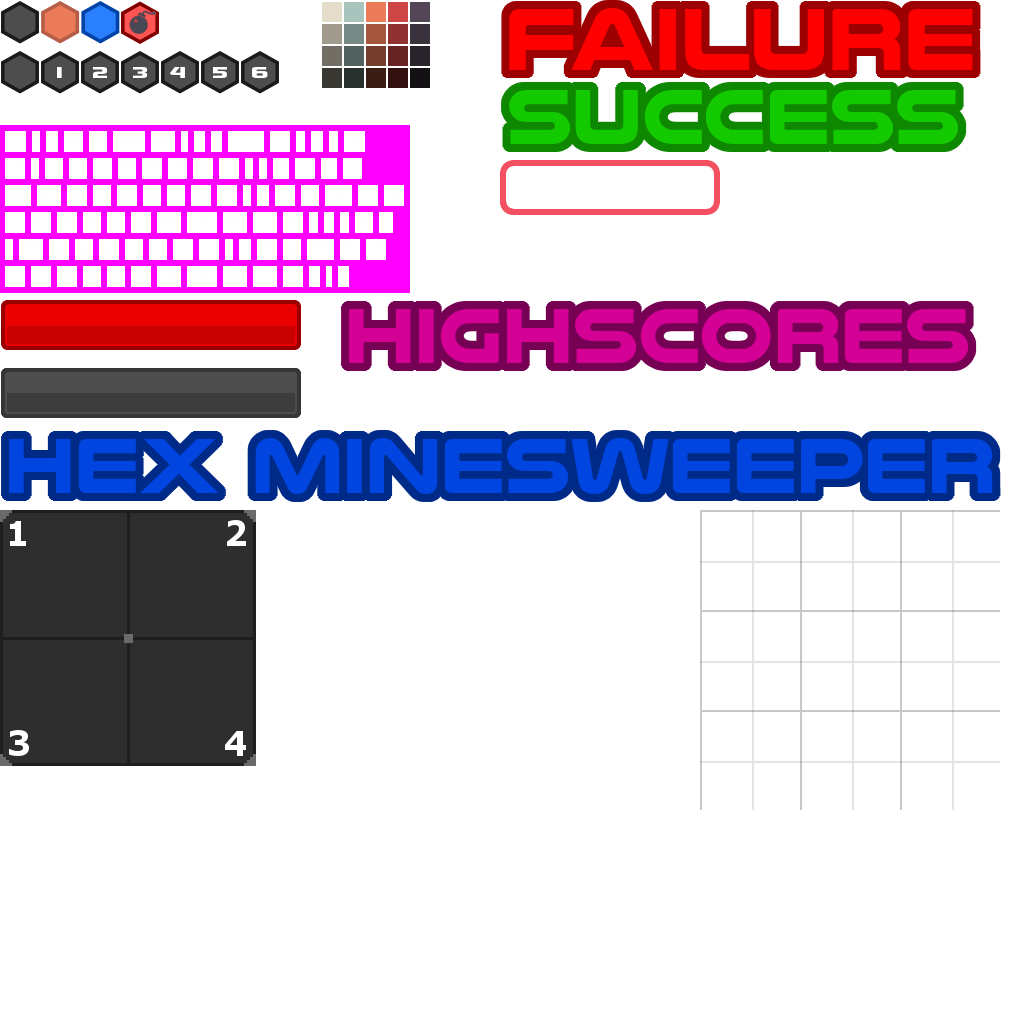 FAILURE
1 2 3 4 5 6
SUCCESS
HIGHSCORES
HEX MINESWEEPER
1 2
3 4